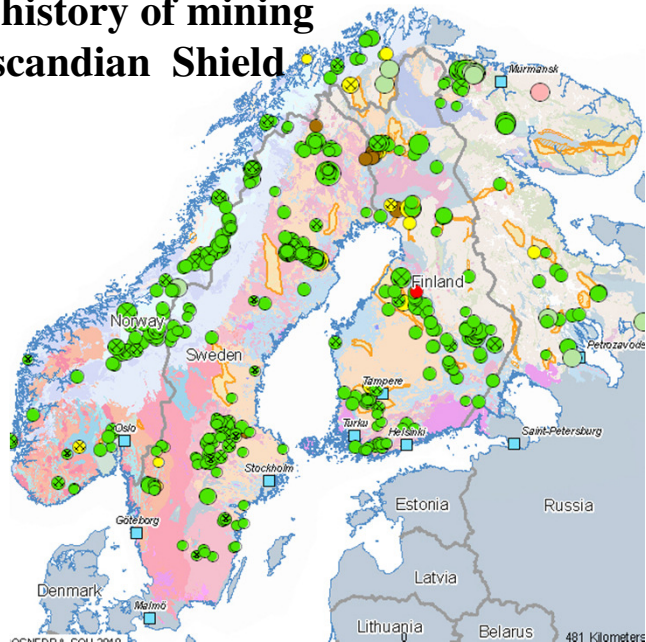 history of mining
scandian Shield
Murmansk
Finland
Norway
Petrozavods
Sweden
Tampere
Oslo
Turku
Helsinki
Saint-Petersburg
Stockholm
Estonia
Russia
Göteborg
Latvia
Denmark
Malmö
Lithuania
Belarus
0
481 Kilometers